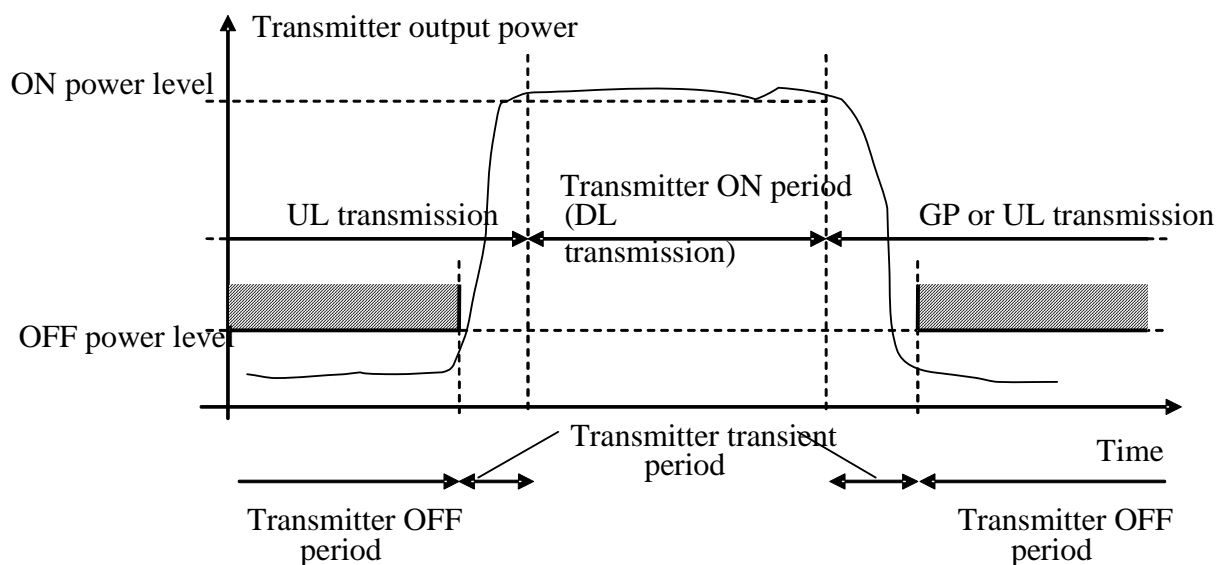 Transmitter output power
ON power level
UL transmission
Transmitter ON period
(DL
transmission)
GP or UL transmission
OFF power level
Transmitter transient
period
Time
Transmitter OFF
period
Transmitter OFF
period